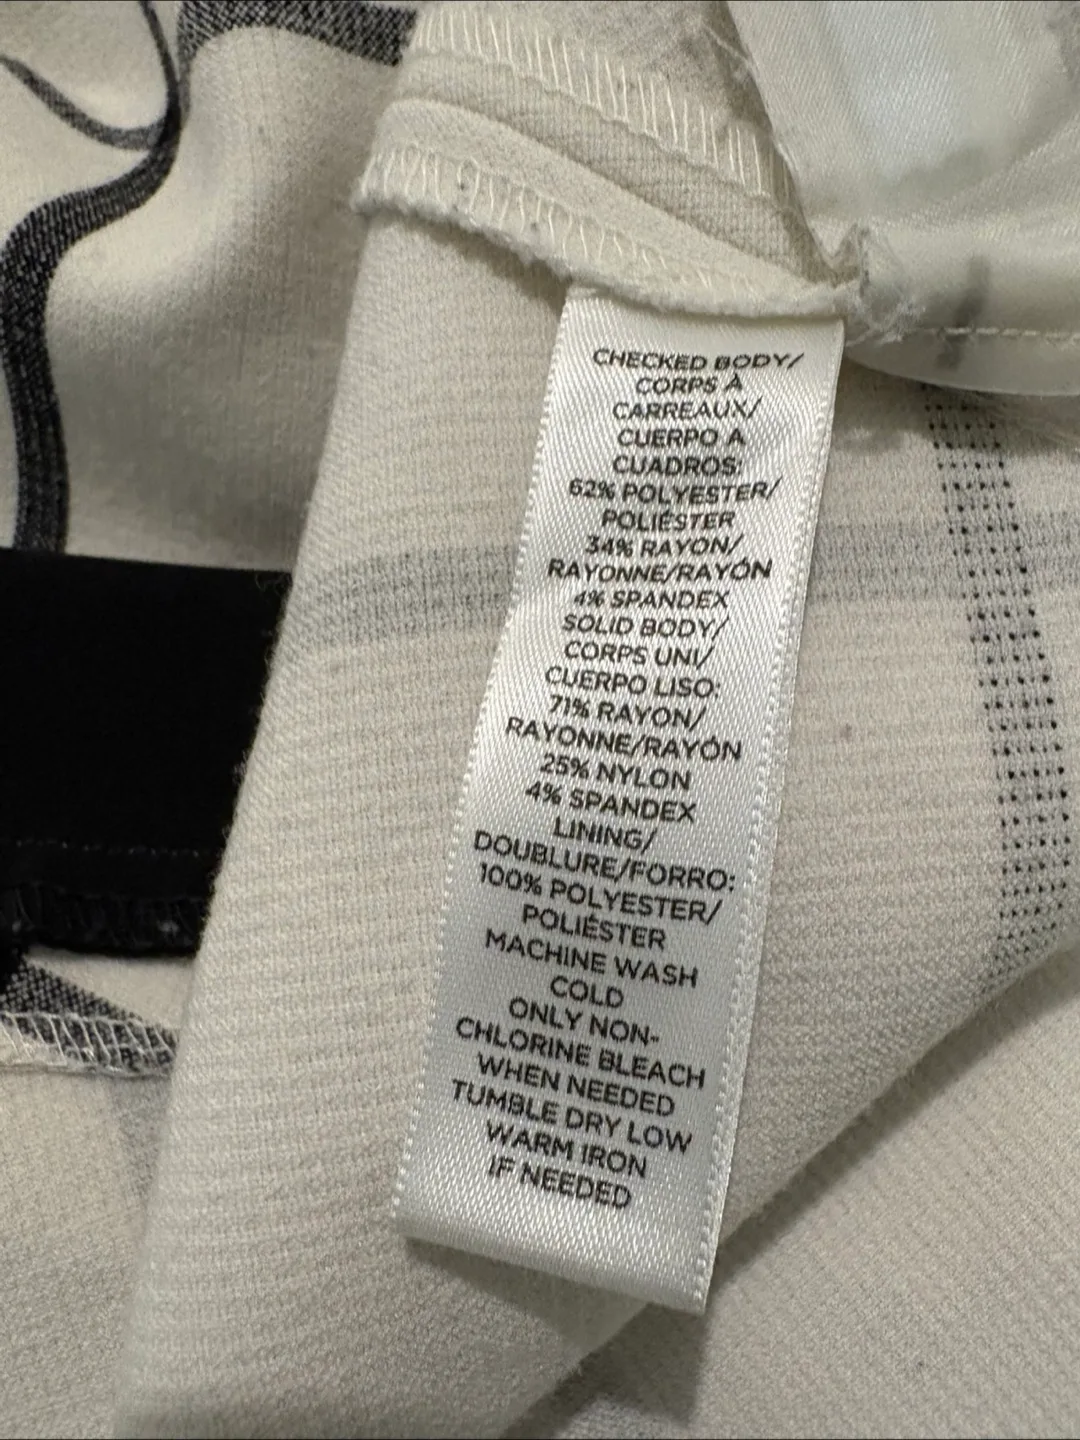 CHECKED BODY/
CORPS À
CARREAUX/
CUERPO A
CUADROS:
62% POLYESTER/
POLIÉSTER
34% RAYON/
RAYONNE/RAYÓN
4% SPANDEX
SOLID BODY/
CORPS UNI/
CUERPO LISO:
71% RAYON/
RAYONNE/RAYÓN
25% NYLON
4% SPANDEX
LINING/
DOUBLURE/FORRO:
100% POLYESTER/
POLIÉSTER
MACHINE WASH
COLD
ONLY NON-
CHLORINE BLEACH
WHEN NEEDED
TUMBLE DRY LOW
WARM IRON
IF NEEDED